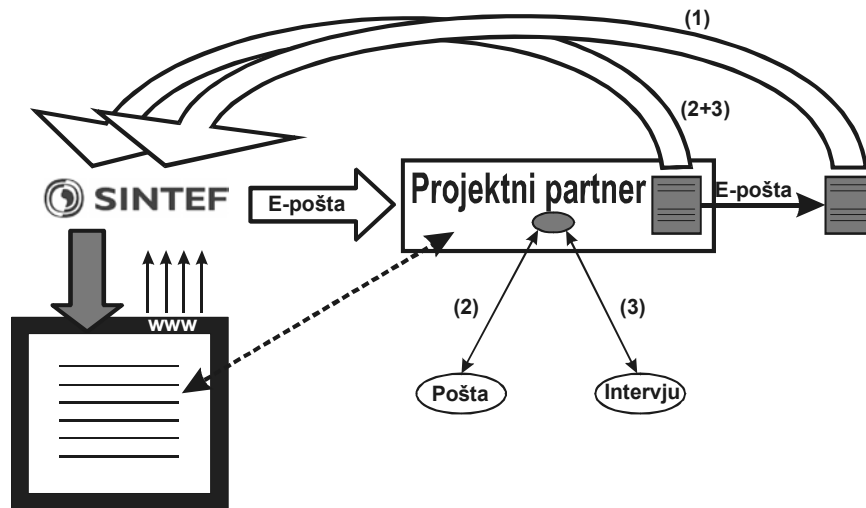 (1)
(2+3)
SINTEF
E-pošta
Projektni partner
E-pošta
www
(2)
(3)
Pošta
Intervju